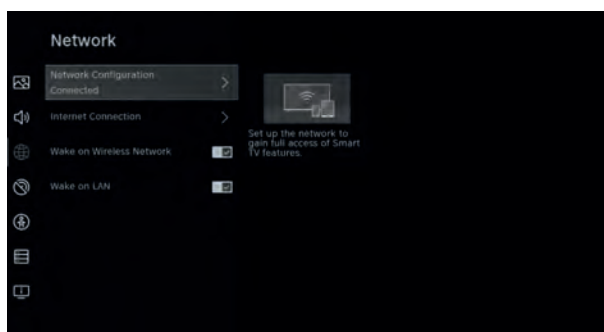 Network
Network Configuration
Connected
Internet Connection
Wake on Wireless Network
Wake on LAN
Set up the network to
gain full access of Smart
TV features.